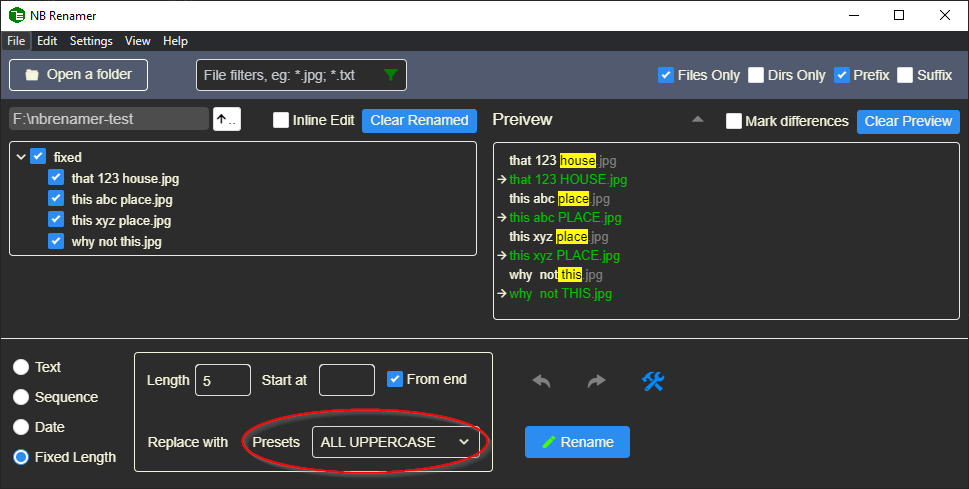 NB Renamer
File Edit Settings View Help
Open a folder
File filters, eg: *.jpg; *.txt
Files Only Dirs Only Prefix Suffix
F:\nbrenamer-test
..
Inline Edit
Clear Renamed
Preivew
Mark differences
Clear Preview
fixed
that 123 house.jpg
this abc place.jpg
this xyz place.jpg
why not this.jpg
that 123 house.jpg
that 123 HOUSE.jpg
this abc place.jpg
this abc PLACE.jpg
this xyz place.jpg
this xyz PLACE.jpg
why  not this.jpg
why  not THIS.jpg
Text
Sequence
Date
Fixed Length
Length 5 Start at From end
Replace with Presets ALL UPPERCASE
Rename